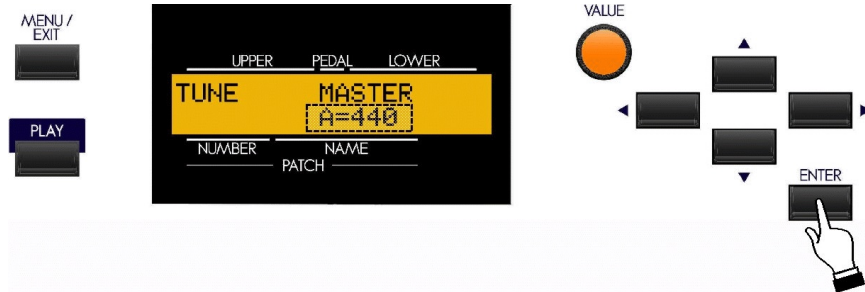 MENU /
EXIT
PLAY
UPPER PEDAL LOWER
TUNE MASTER
A=440
NUMBER NAME
PATCH
VALUE
ENTER